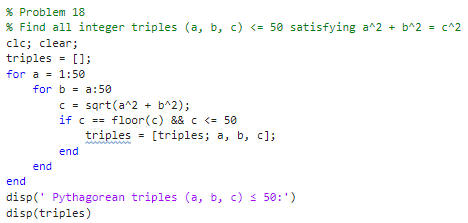 % Problem 18
% Find all integer triples (a, b, c) <= 50 satisfying a^2 + b^2 = c^2
clc; clear;
triples = [];
for a = 1:50
    for b = a:50
        c = sqrt(a^2 + b^2);
        if c == floor(c) && c <= 50
            triples = [triples; a, b, c];
        end
    end
end
disp(' Pythagorean triples (a, b, c) ≤ 50:')
disp(triples)